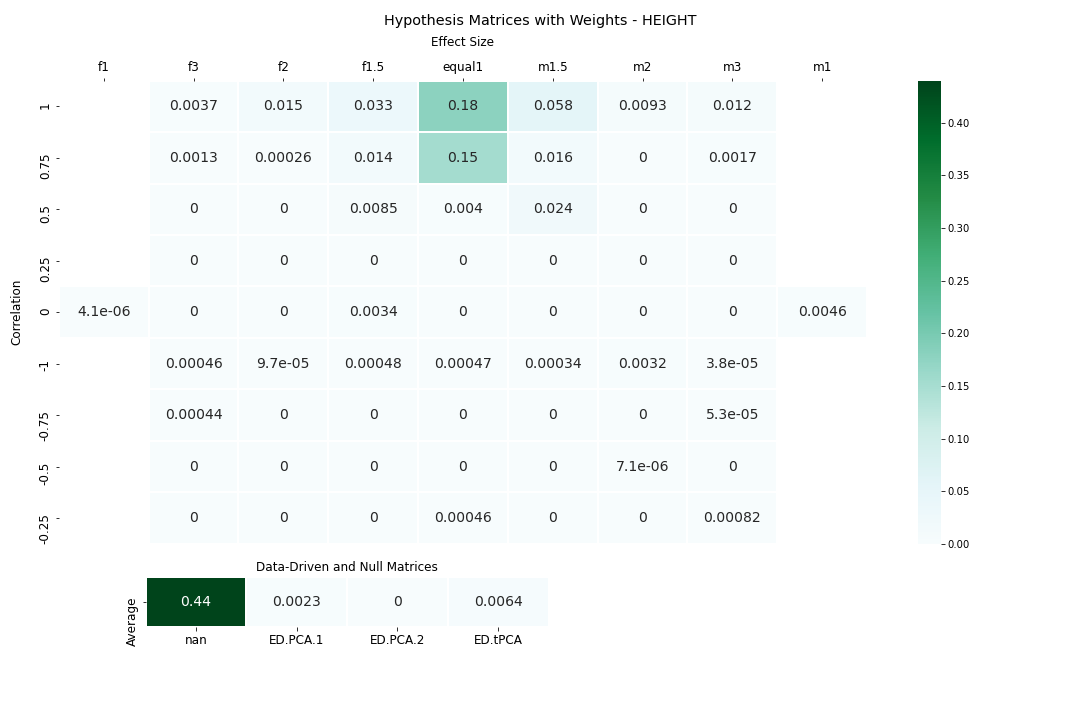 Hypothesis Matrices with Weights - HEIGHT
Effect Size
f1 f3 f2 f1.5 equal1 m1.5 m2 m3 m1
1 0.0037 0.015 0.033 0.18 0.058 0.0093 0.012
0.75 0.0013 0.00026 0.014 0.15 0.016 0 0.0017
0.5 0 0 0.0085 0.004 0.024 0 0
0.25 0 0 0 0 0 0 0
0 4.1e-06 0 0 0.0034 0 0 0 0 0.0046
-1 0.00046 9.7e-05 0.00048 0.00047 0.00034 0.0032 3.8e-05
-0.75 0.00044 0 0 0 0 0 5.3e-05
-0.5 0 0 0 0 0 7.1e-06 0
-0.25 0 0 0 0.00046 0 0 0.00082
Correlation
0.40
0.35
0.30
0.25
0.20
0.15
0.10
0.05
0.00
Data-Driven and Null Matrices
Average 0.44 0.0023 0 0.0064
nan ED.PCA.1 ED.PCA.2 ED.tPCA